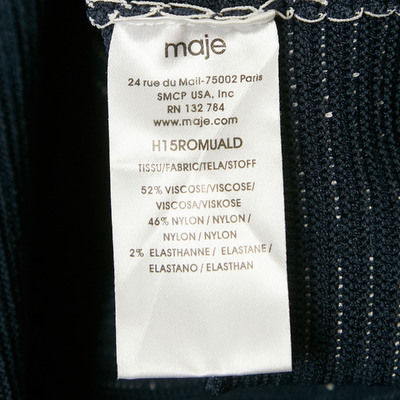 maje
24 rue du Mail-75002 Paris
SMCP USA, Inc
RN 132 784
www.maje.com
H15ROMUALD
TISSU/FABRIC/TELA/STOFF
52% VISCOSE/VISCOSE/
VISCOSA/VISKOSE
46% NYLON / NYLON /
NYLON / NYLON
2% ELASTHANNE / ELASTANE /
ELASTANO / ELASTHAN